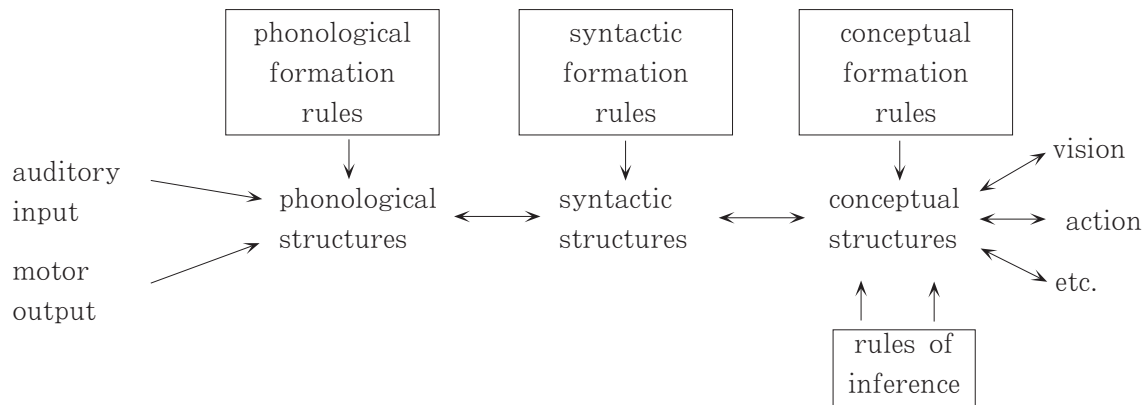 phonological
formation
rules
syntactic
formation
rules
conceptual
formation
rules
auditory
input
motor
output
phonological
structures
syntactic
structures
conceptual
structures
vision
action
etc.
rules of
inference